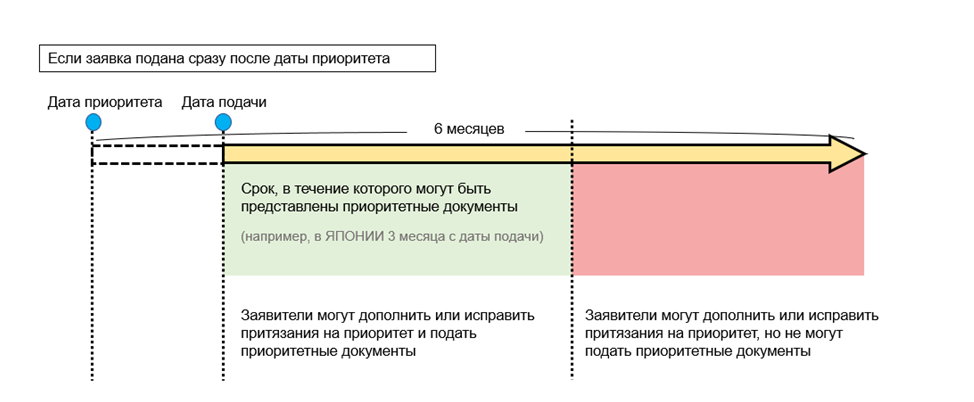 Если заявка подана сразу после даты приоритета
Дата приоритета
Дата подачи
6 месяцев
Срок, в течение которого могут быть
представлены приоритетные документы
(например, в ЯПОНИИ 3 месяца с даты подачи)
Заявители могут дополнить или исправить
притязания на приоритет и подать
приоритетные документы
Заявители могут дополнить или исправить
притязания на приоритет, но не могут
подать приоритетные документы